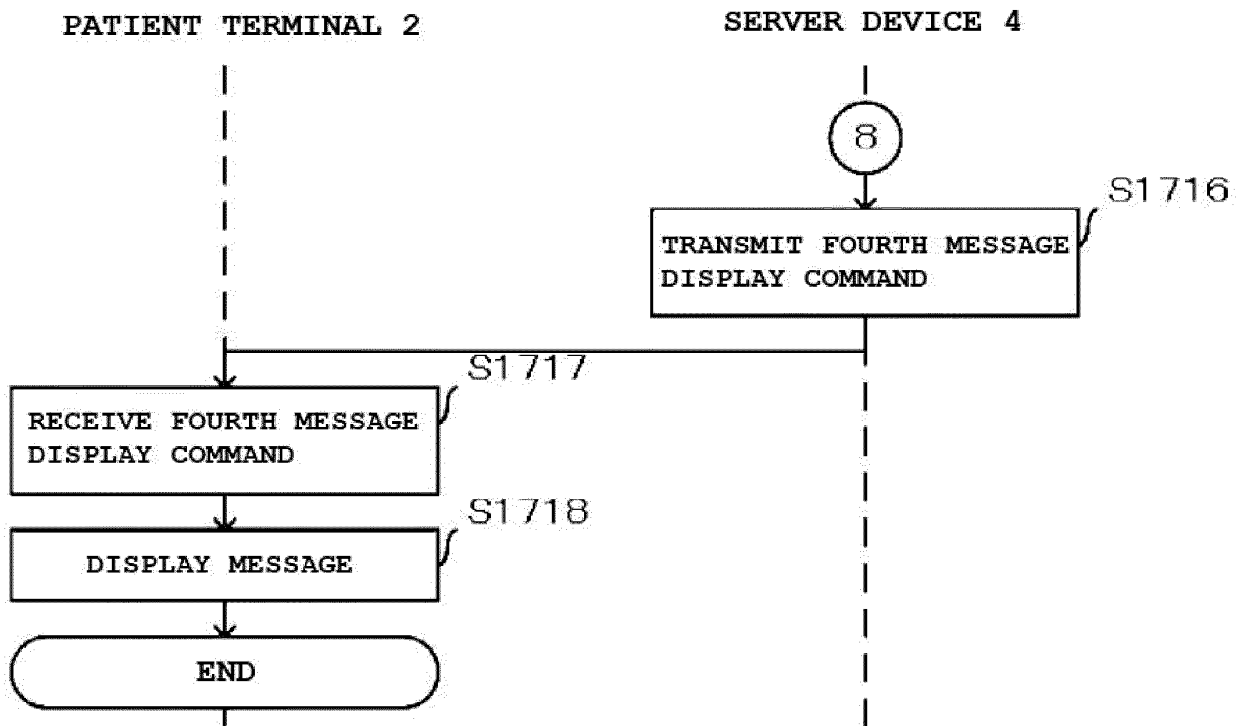 PATIENT TERMINAL 2
SERVER DEVICE 4
8
S1716
TRANSMIT FOURTH MESSAGE
DISPLAY COMMAND
S1717
RECEIVE FOURTH MESSAGE
DISPLAY COMMAND
S1718
DISPLAY MESSAGE
END